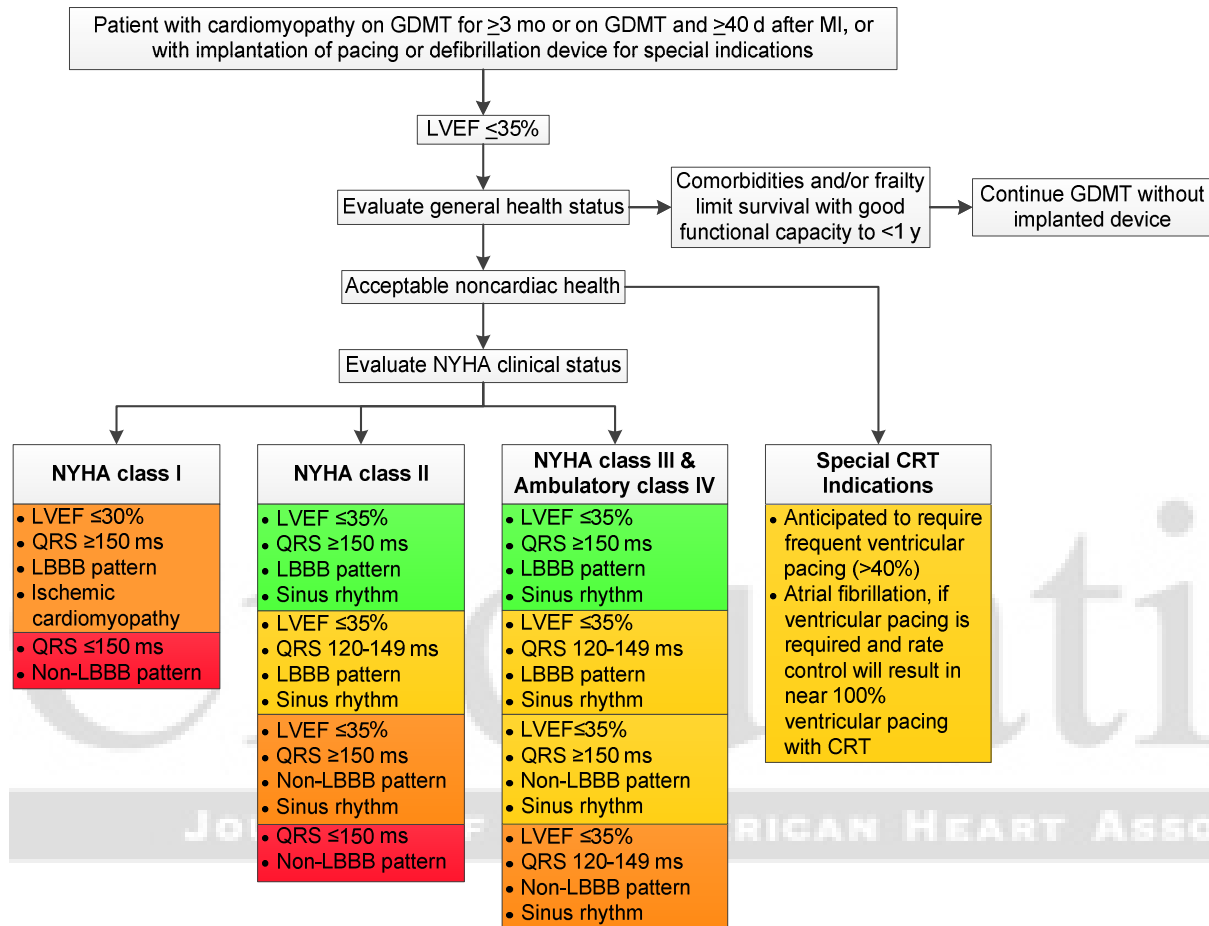 Patient with cardiomyopathy on GDMT for ≥3 mo or on GDMT and ≥40 d after MI, or
with implantation of pacing or defibrillation device for special indications
LVEF ≤35%
Evaluate general health status
Comorbidities and/or frailty
limit survival with good
functional capacity to <1 y
Continue GDMT without
implanted device
Acceptable noncardiac health
Evaluate NYHA clinical status
NYHA class I
• LVEF ≤30%
• QRS ≥150 ms
• LBBB pattern
• Ischemic
cardiomyopathy
• QRS ≤150 ms
• Non-LBBB pattern
NYHA class II
• LVEF ≤35%
• QRS ≥150 ms
• LBBB pattern
• Sinus rhythm
• LVEF ≤35%
• QRS 120-149 ms
• LBBB pattern
• Sinus rhythm
• LVEF ≤35%
• QRS ≥150 ms
• Non-LBBB pattern
• Sinus rhythm
• QRS ≤150 ms
• Non-LBBB pattern
NYHA class III &
Ambulatory class IV
• LVEF ≤35%
• QRS ≥150 ms
• LBBB pattern
• Sinus rhythm
• LVEF ≤35%
• QRS 120-149 ms
• LBBB pattern
• Sinus rhythm
• LVEF≤35%
• QRS ≥150 ms
• Non-LBBB pattern
• Sinus rhythm
• LVEF ≤35%
• QRS 120-149 ms
• Non-LBBB pattern
• Sinus rhythm
Special CRT
Indications
• Anticipated to require
frequent ventricular
pacing (>40%)
• Atrial fibrillation, if
ventricular pacing is
required and rate
control will result in
near 100%
ventricular pacing
with CRT
HEART